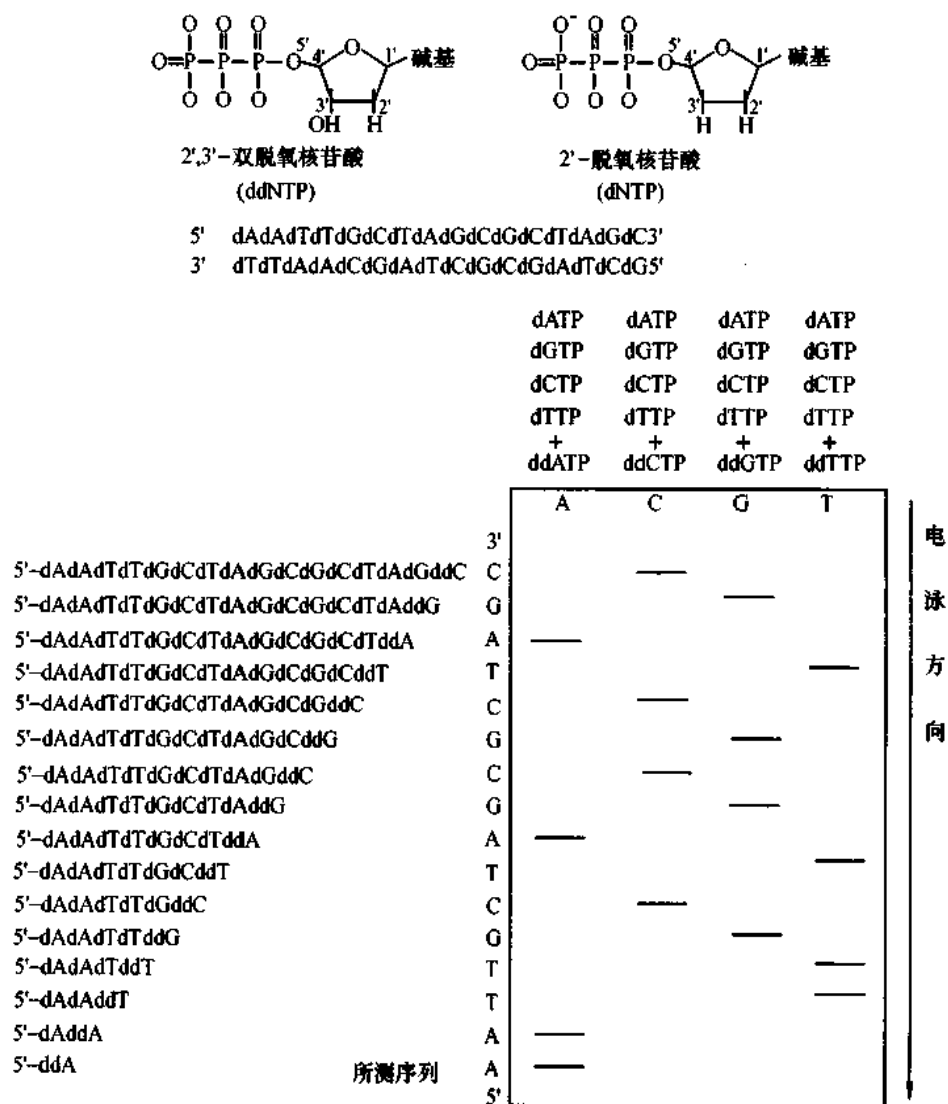 O O O 5' O 1' 碱基
O=P–P–P–O 4'
O O O 3' 2'
OH H
O⁻ O O 5' O 1' 碱基
O=P–P–P–O 4'
O O O 3' 2'
H H
2',3'–双脱氧核苷酸 2'–脱氧核苷酸
(ddNTP) (dNTP)
5' dAdAdTdTdGdCdTdAdGdCdGdCdTdAdGdC3'
3' dTdTdAdAdCdGdAdTdCdGdCdGdAdTdCdG5'
dATP dATP dATP dATP
dGTP dGTP dGTP dGTP
dCTP dCTP dCTP dCTP
dTTP dTTP dTTP dTTP
+ + + +
ddATP ddCTP ddGTP ddTTP
A C G T
3'
5'–dAdAdTdTdGdCdTdAdGdCdGdCdTdAdGddC C
5'–dAdAdTdTdGdCdTdAdGdCdGdCdTdAddG G
5'–dAdAdTdTdGdCdTdAdGdCdGdCdTddA A
5'–dAdAdTdTdGdCdTdAdGdCdGdCddT T
5'–dAdAdTdTdGdCdTdAdGdCdGddC C
5'–dAdAdTdTdGdCdTdAdGdCddG G
5'–dAdAdTdTdGdCdTdAdGddC C
5'–dAdAdTdTdGdCdTdAddG G
5'–dAdAdTdTdGdCdTddA A
5'–dAdAdTdTdGdCddT T
5'–dAdAdTdTdGddC C
5'–dAdAdTdTddG G
5'–dAdAdTddT T
5'–dAdAddT T
5'–dAddA A
5'–ddA 所测序列 A
5'
电泳方向